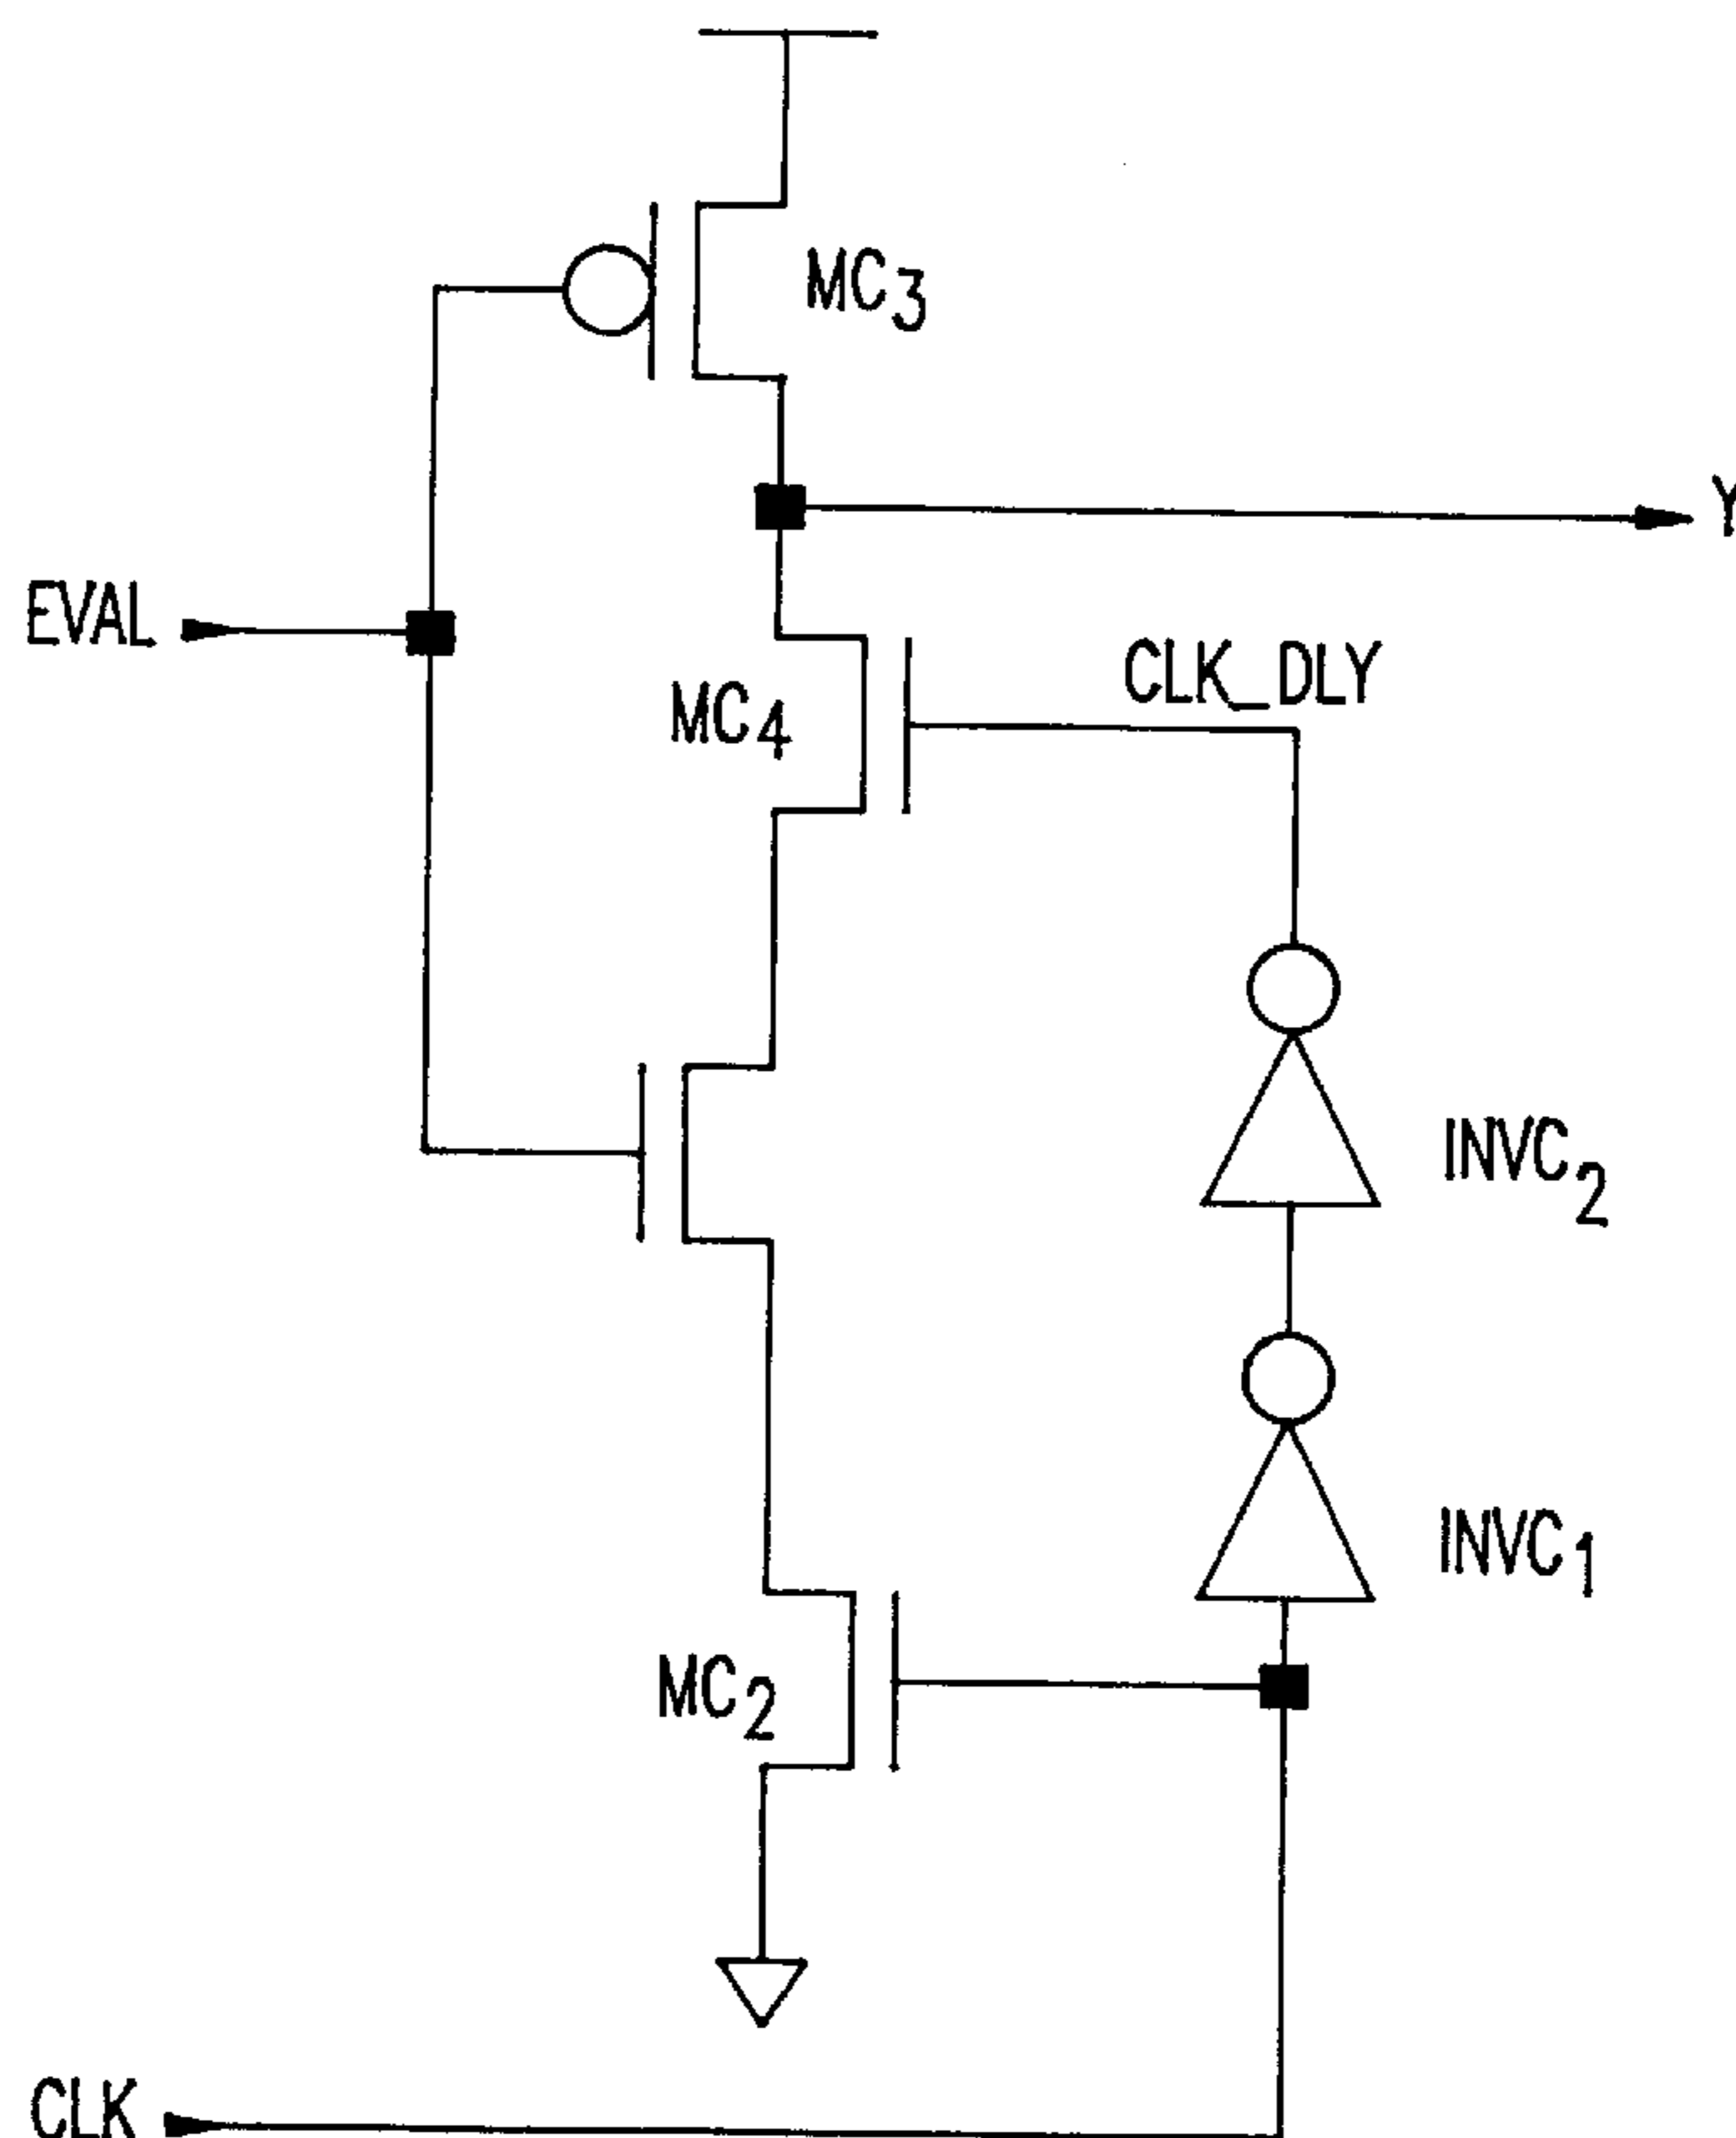 MC3
Y
EVAL
CLK_DLY
MC4
INVC2
INVC1
MC2
CLK